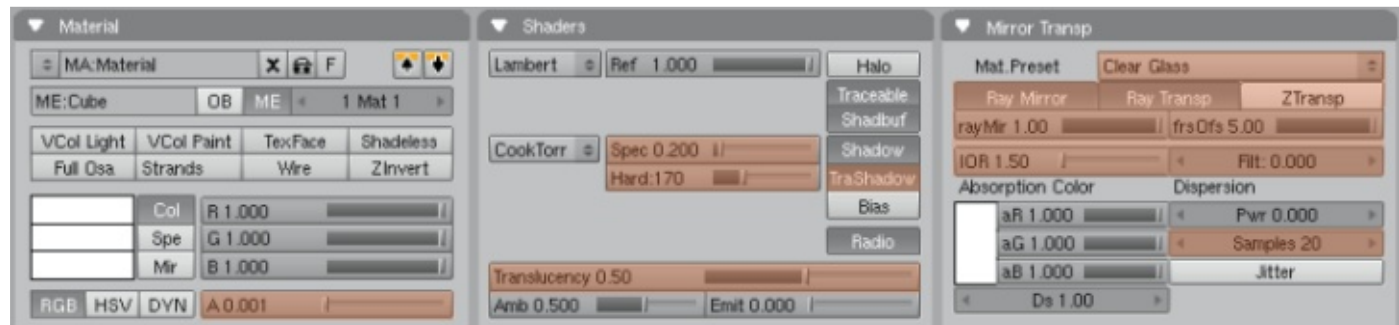 Material
MA:Material X F
ME:Cube OB ME 1 Mat 1
VCol Light VCol Paint TexFace Shadeless
Full Osa Strands Wire ZInvert
Col R 1.000
Spe G 1.000
Mir B 1.000
RGB HSV DYN A 0.001
Shaders
Lambert Ref 1.000 Halo
Traceable
Shadbuf
CookTorr Spec 0.200 Shadow
Hard:170 TraShadow
Bias
Radio
Translucency 0.50
Amb 0.500 Emit 0.000
Mirror Transp
Mat.Preset Clear Glass
Ray Mirror Ray Transp ZTransp
rayMir 1.00 frsOfs 5.00
IOR 1.50 Filt: 0.000
Absorption Color Dispersion
aR 1.000 Pwr 0.000
aG 1.000 Samples 20
aB 1.000 Jitter
Ds 1.00